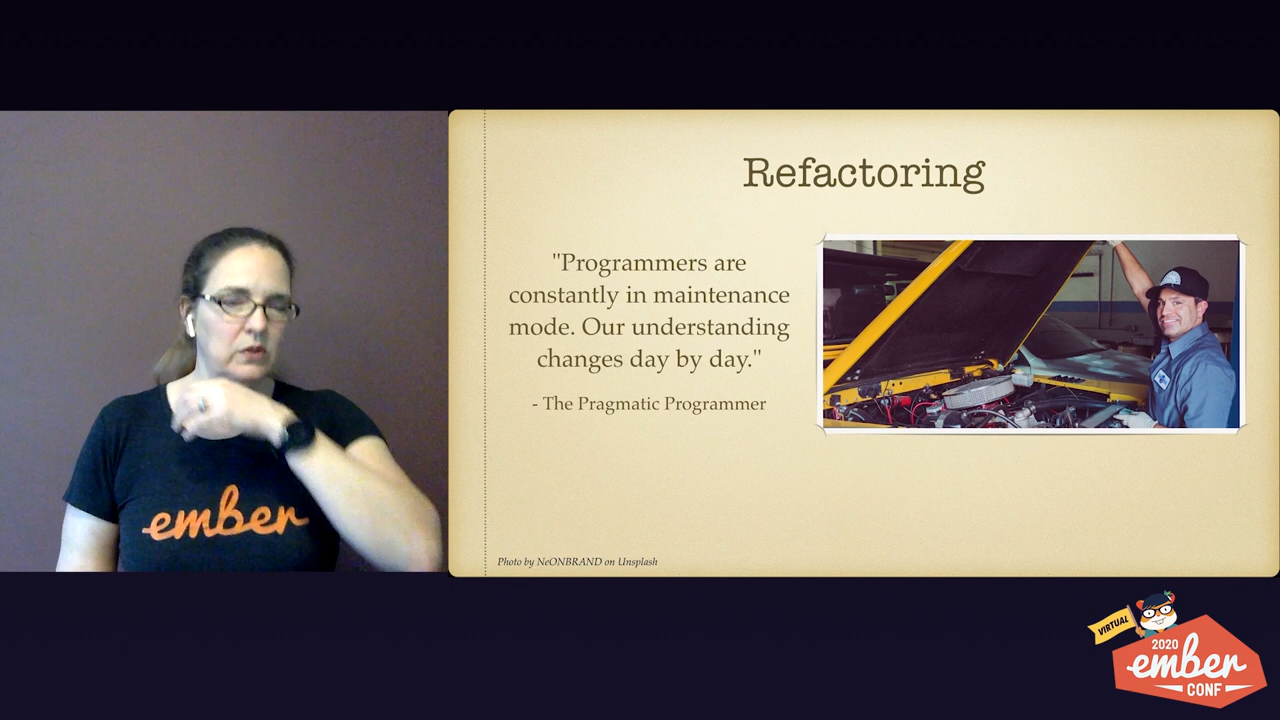 Refactoring
"Programmers are
constantly in maintenance
mode. Our understanding
changes day by day."
- The Pragmatic Programmer
ember
Photo by NeONBRAND on Unsplash
VIRTUAL
2020
ember
CONF